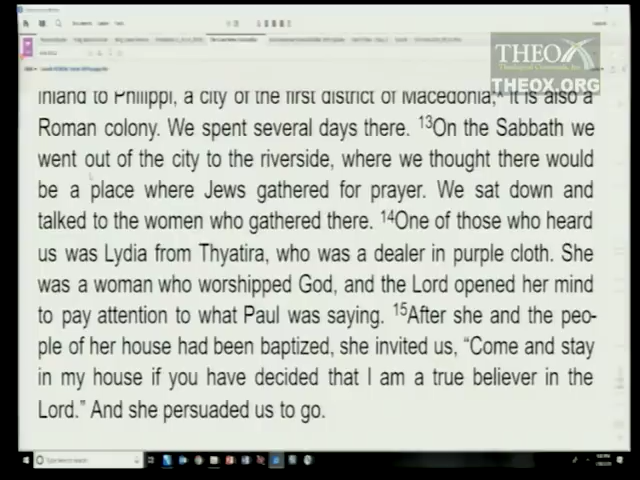 THEOX
THEOX.ORG
inland to Philippi, a city of the first district of Macedonia; it is also a
Roman colony. We spent several days there. ¹³On the Sabbath we
went out of the city to the riverside, where we thought there would
be a place where Jews gathered for prayer. We sat down and
talked to the women who gathered there. ¹⁴One of those who heard
us was Lydia from Thyatira, who was a dealer in purple cloth. She
was a woman who worshipped God, and the Lord opened her mind
to pay attention to what Paul was saying. ¹⁵After she and the peo-
ple of her house had been baptized, she invited us, “Come and stay
in my house if you have decided that I am a true believer in the
Lord.” And she persuaded us to go.
Type here to search